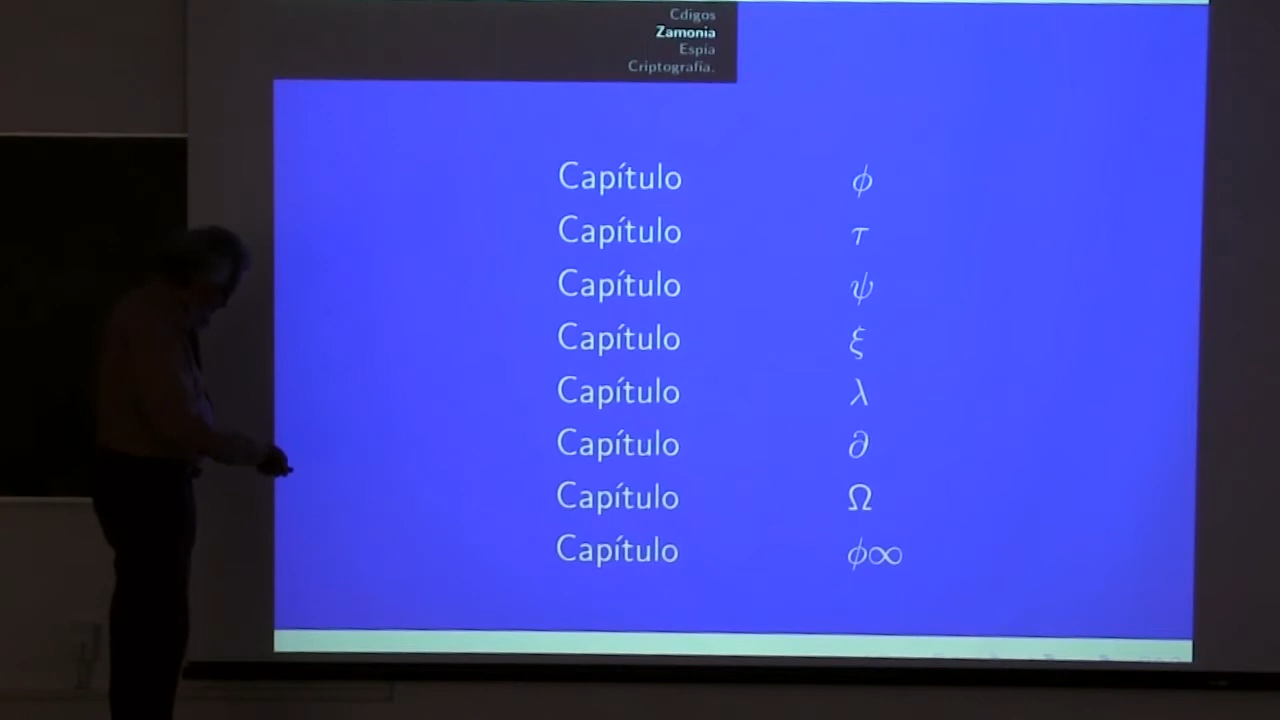 Cdigos
Zamonia
Espía
Criptografía.
Capítulo ϕ
Capítulo τ
Capítulo ψ
Capítulo ξ
Capítulo λ
Capítulo ∂
Capítulo Ω
Capítulo ϕ∞